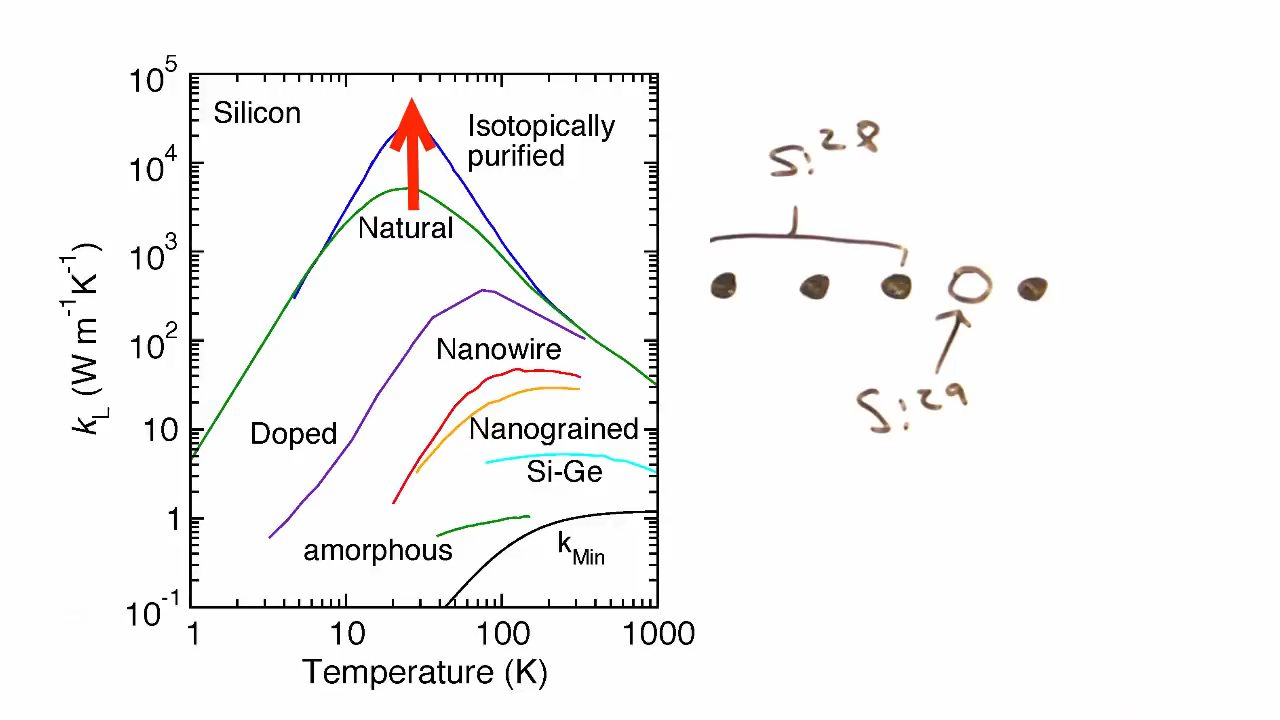 10^5
10^4
10^3
10^2
10
1
10^-1
k_L (W m^-1 K^-1)
Silicon
Isotopically
purified
Natural
Nanowire
Doped
Nanograined
Si-Ge
amorphous
k_Min
1
10
100
1000
Temperature (K)
Si^28
Si^29